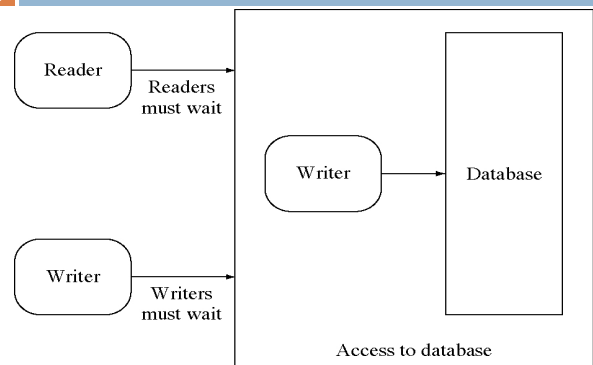 Reader
Readers
must wait
Writer
Database
Writer
Writers
must wait
Access to database